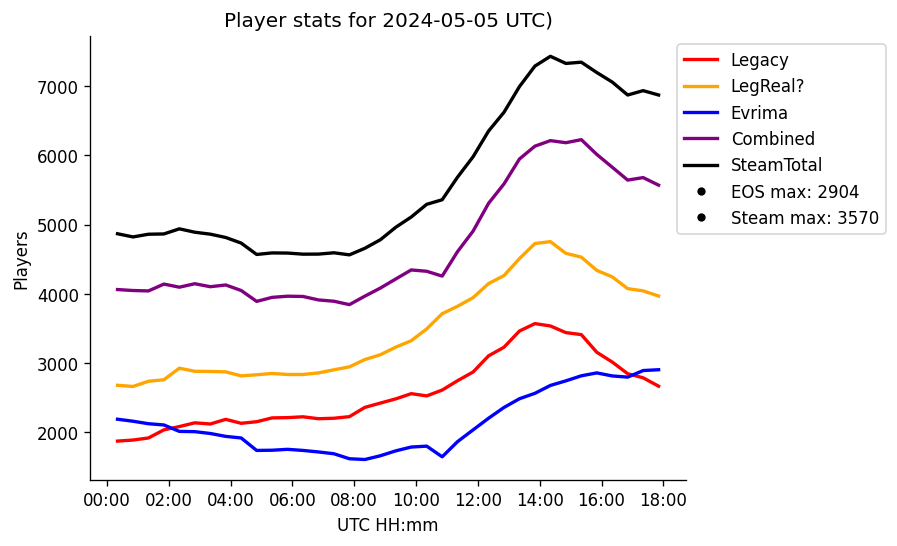 Player stats for 2024-05-05 UTC)
Legacy
LegReal?
Evrima
Combined
SteamTotal
EOS max: 2904
Steam max: 3570
Players
7000
6000
5000
4000
3000
2000
00:00 02:00 04:00 06:00 08:00 10:00 12:00 14:00 16:00 18:00
UTC HH:mm